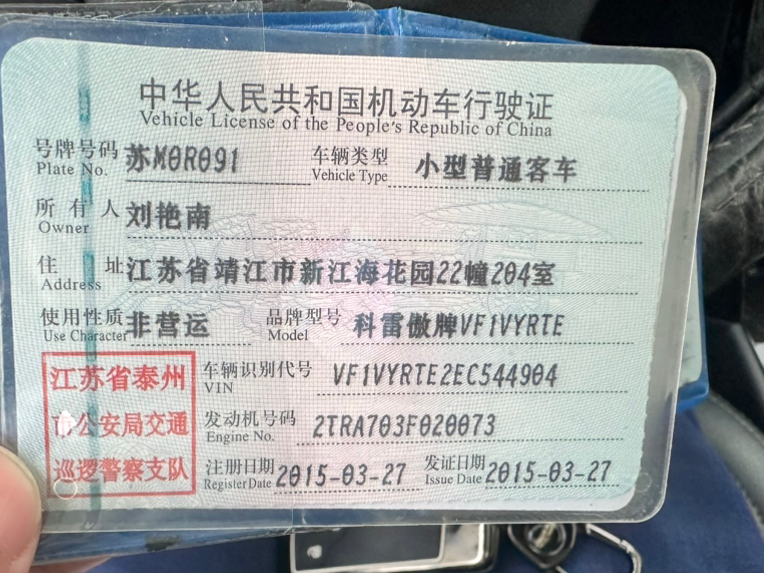 中华人民共和国机动车行驶证
Vehicle License of the People's Republic of China
号牌号码 苏M0R091 车辆类型 小型普通客车
Plate No. Vehicle Type
所有人 刘艳南
Owner
住址 江苏省靖江市新江海花园22幢204室
Address
使用性质 非营运 品牌型号 科雷傲牌VF1VYRTE
Use Character Model
江苏省泰州
市公安局交通
巡逻警察支队
车辆识别代号 VF1VYRTE2EC544904
VIN
发动机号码 2TRA703F020073
Engine No.
注册日期 2015-03-27 发证日期 2015-03-27
Register Date Issue Date